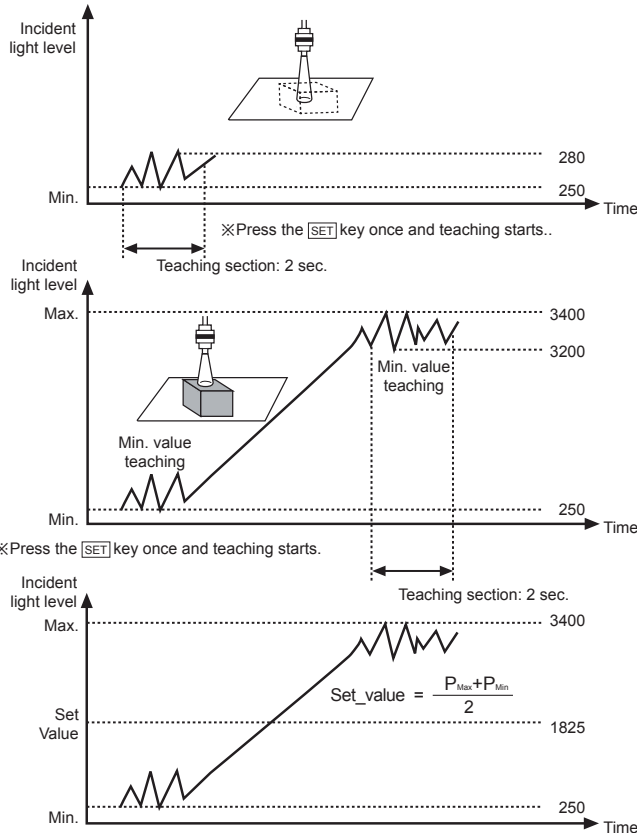 Incident
light level
280
250
Min.
Time
※Press the SET key once and teaching starts..
Teaching section: 2 sec.
Incident
light level
Max.
3400
3200
Min. value
teaching
Min. value
teaching
250
Min.
Time
※Press the SET key once and teaching starts.
Teaching section: 2 sec.
Incident
light level
Max.
3400
Set_value = PMax+PMin
2
Set
Value
1825
250
Min.
Time